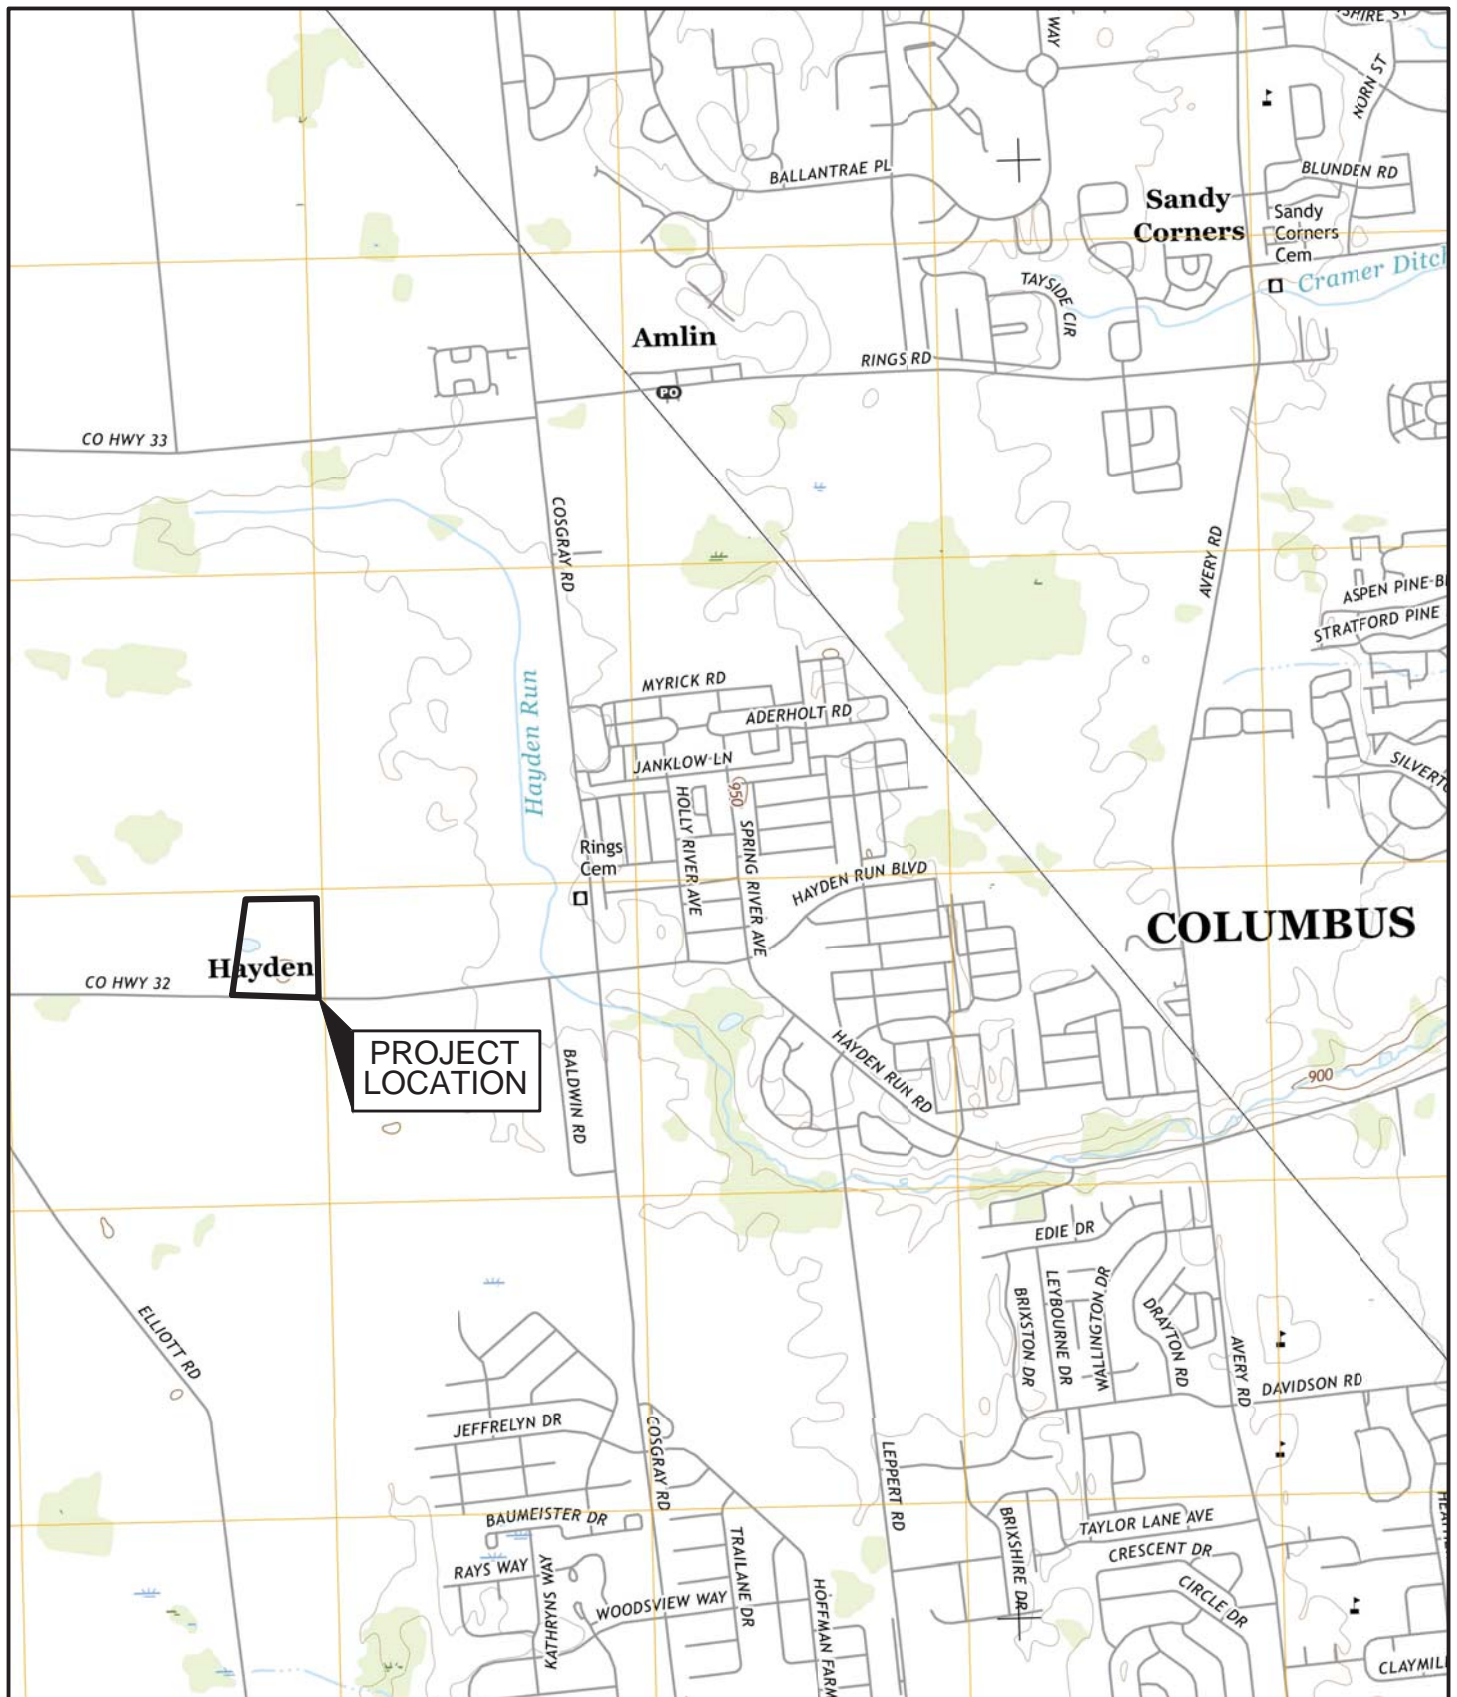 WAY
NORN ST
BALLANTRAE PL
BLUNDEN RD
Sandy
Corners
Sandy
Corners
Cem
Cramer Ditch
TAYSIDE CIR
Amlin
RINGS RD
PO
CO HWY 33
COSGRAY RD
AVERY RD
ASPEN PINE-B
STRATFORD PINE
Hayden Run
MYRICK RD
ADERHOLT RD
JANKLOW LN
SILVERT
950
HOLLY RIVER AVE
SPRING RIVER AVE
Rings
Cem
HAYDEN RUN BLVD
COLUMBUS
Hayden
CO HWY 32
PROJECT
LOCATION
BALDWIN RD
HAYDEN RUN RD
900
EDIE DR
ELLIOTT RD
BRIXSTON DR
LEYBOURNE DR
WALLINGTON DR
DRAYTON RD
AVERY RD
DAVIDSON RD
JEFFRELYN DR
COSGRAY RD
LEPPERT RD
BAUMEISTER DR
TRAILANE DR
BRIXSHIRE DR
TAYLOR LANE AVE
CRESCENT DR
CIRCLE DR
RAYS WAY
KATHRYNS WAY
WOODSVIEW WAY
HOFFMAN FARM
CLAYMILL